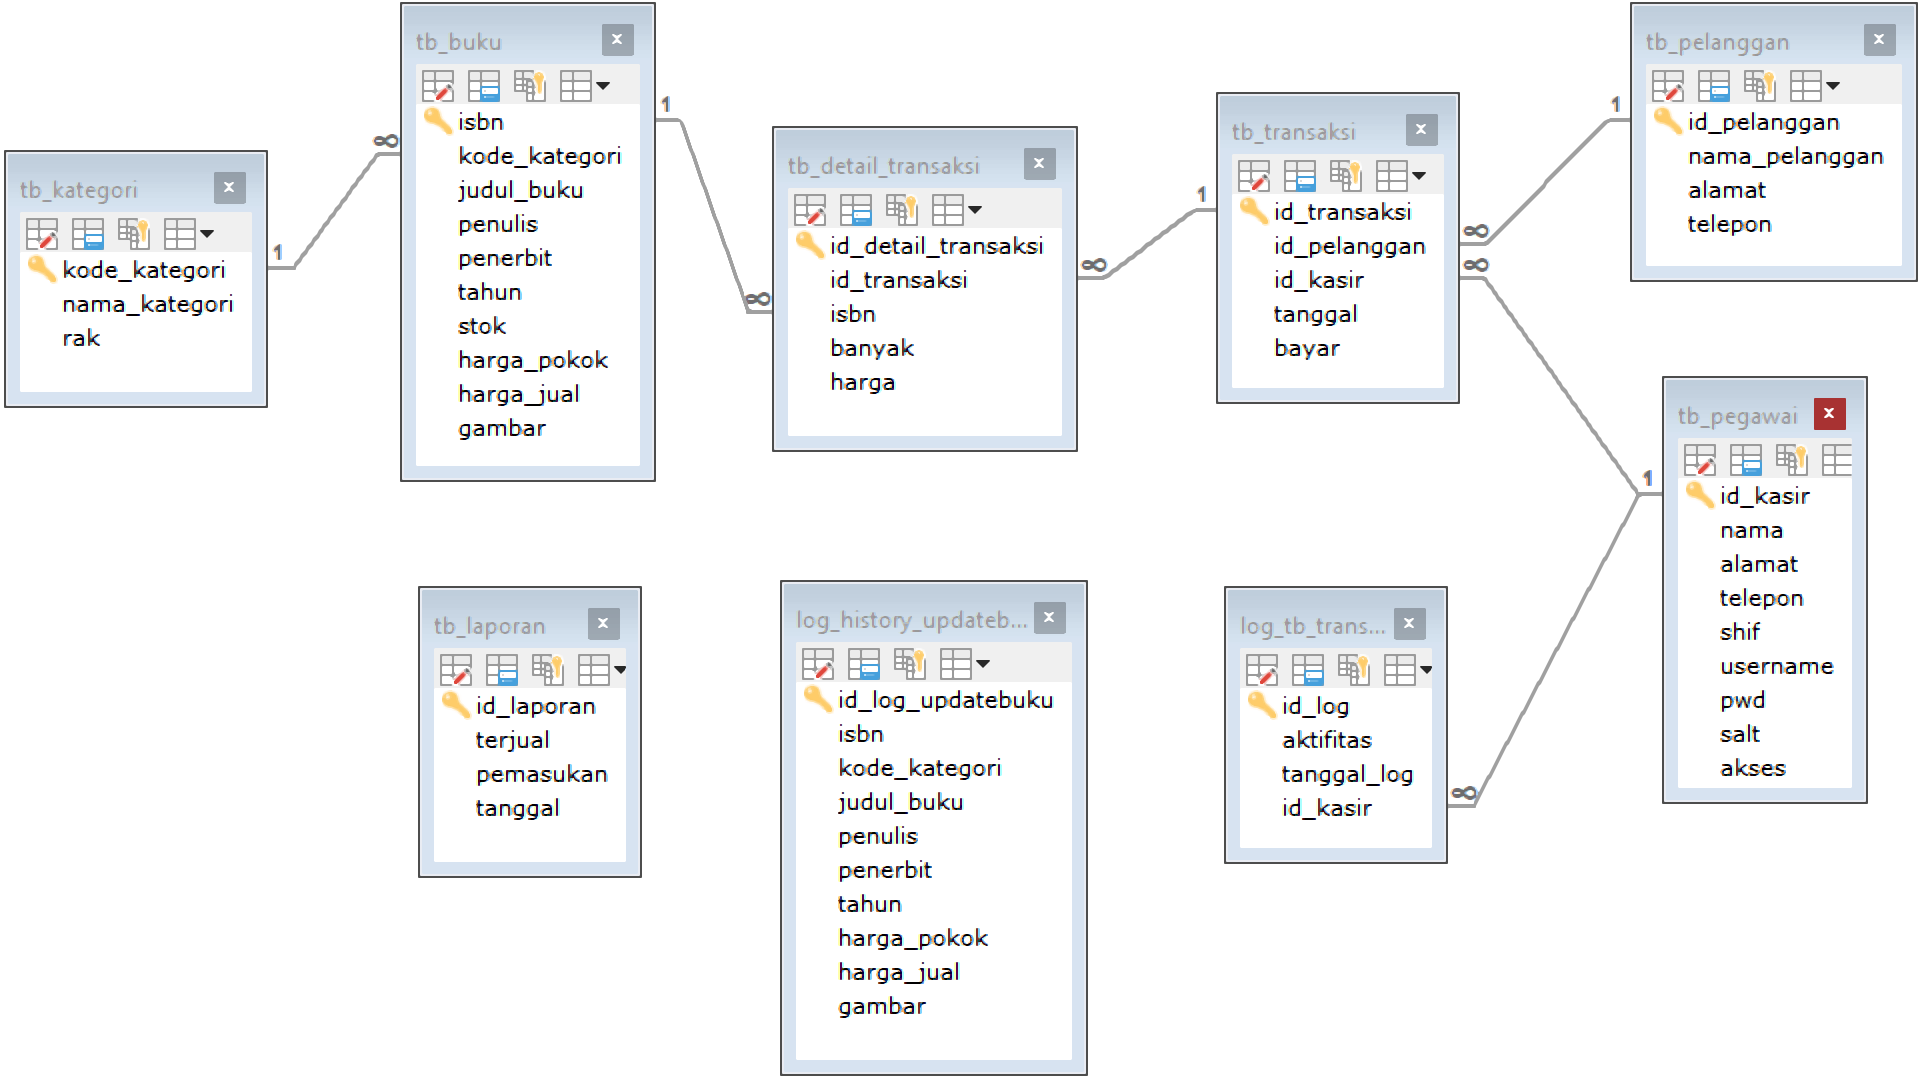 tb_kategori
kode_kategori
nama_kategori
rak
1
∞
tb_buku
isbn
kode_kategori
judul_buku
penulis
penerbit
tahun
stok
harga_pokok
harga_jual
gambar
1
∞
tb_detail_transaksi
id_detail_transaksi
id_transaksi
isbn
banyak
harga
∞
1
tb_transaksi
id_transaksi
id_pelanggan
id_kasir
tanggal
bayar
∞
1
∞
tb_pelanggan
id_pelanggan
nama_pelanggan
alamat
telepon
1
tb_pegawai
id_kasir
nama
alamat
telepon
shif
username
pwd
salt
akses
tb_laporan
id_laporan
terjual
pemasukan
tanggal
log_history_updateb...
id_log_updatebuku
isbn
kode_kategori
judul_buku
penulis
penerbit
tahun
harga_pokok
harga_jual
gambar
log_tb_trans...
id_log
aktifitas
tanggal_log
id_kasir
∞